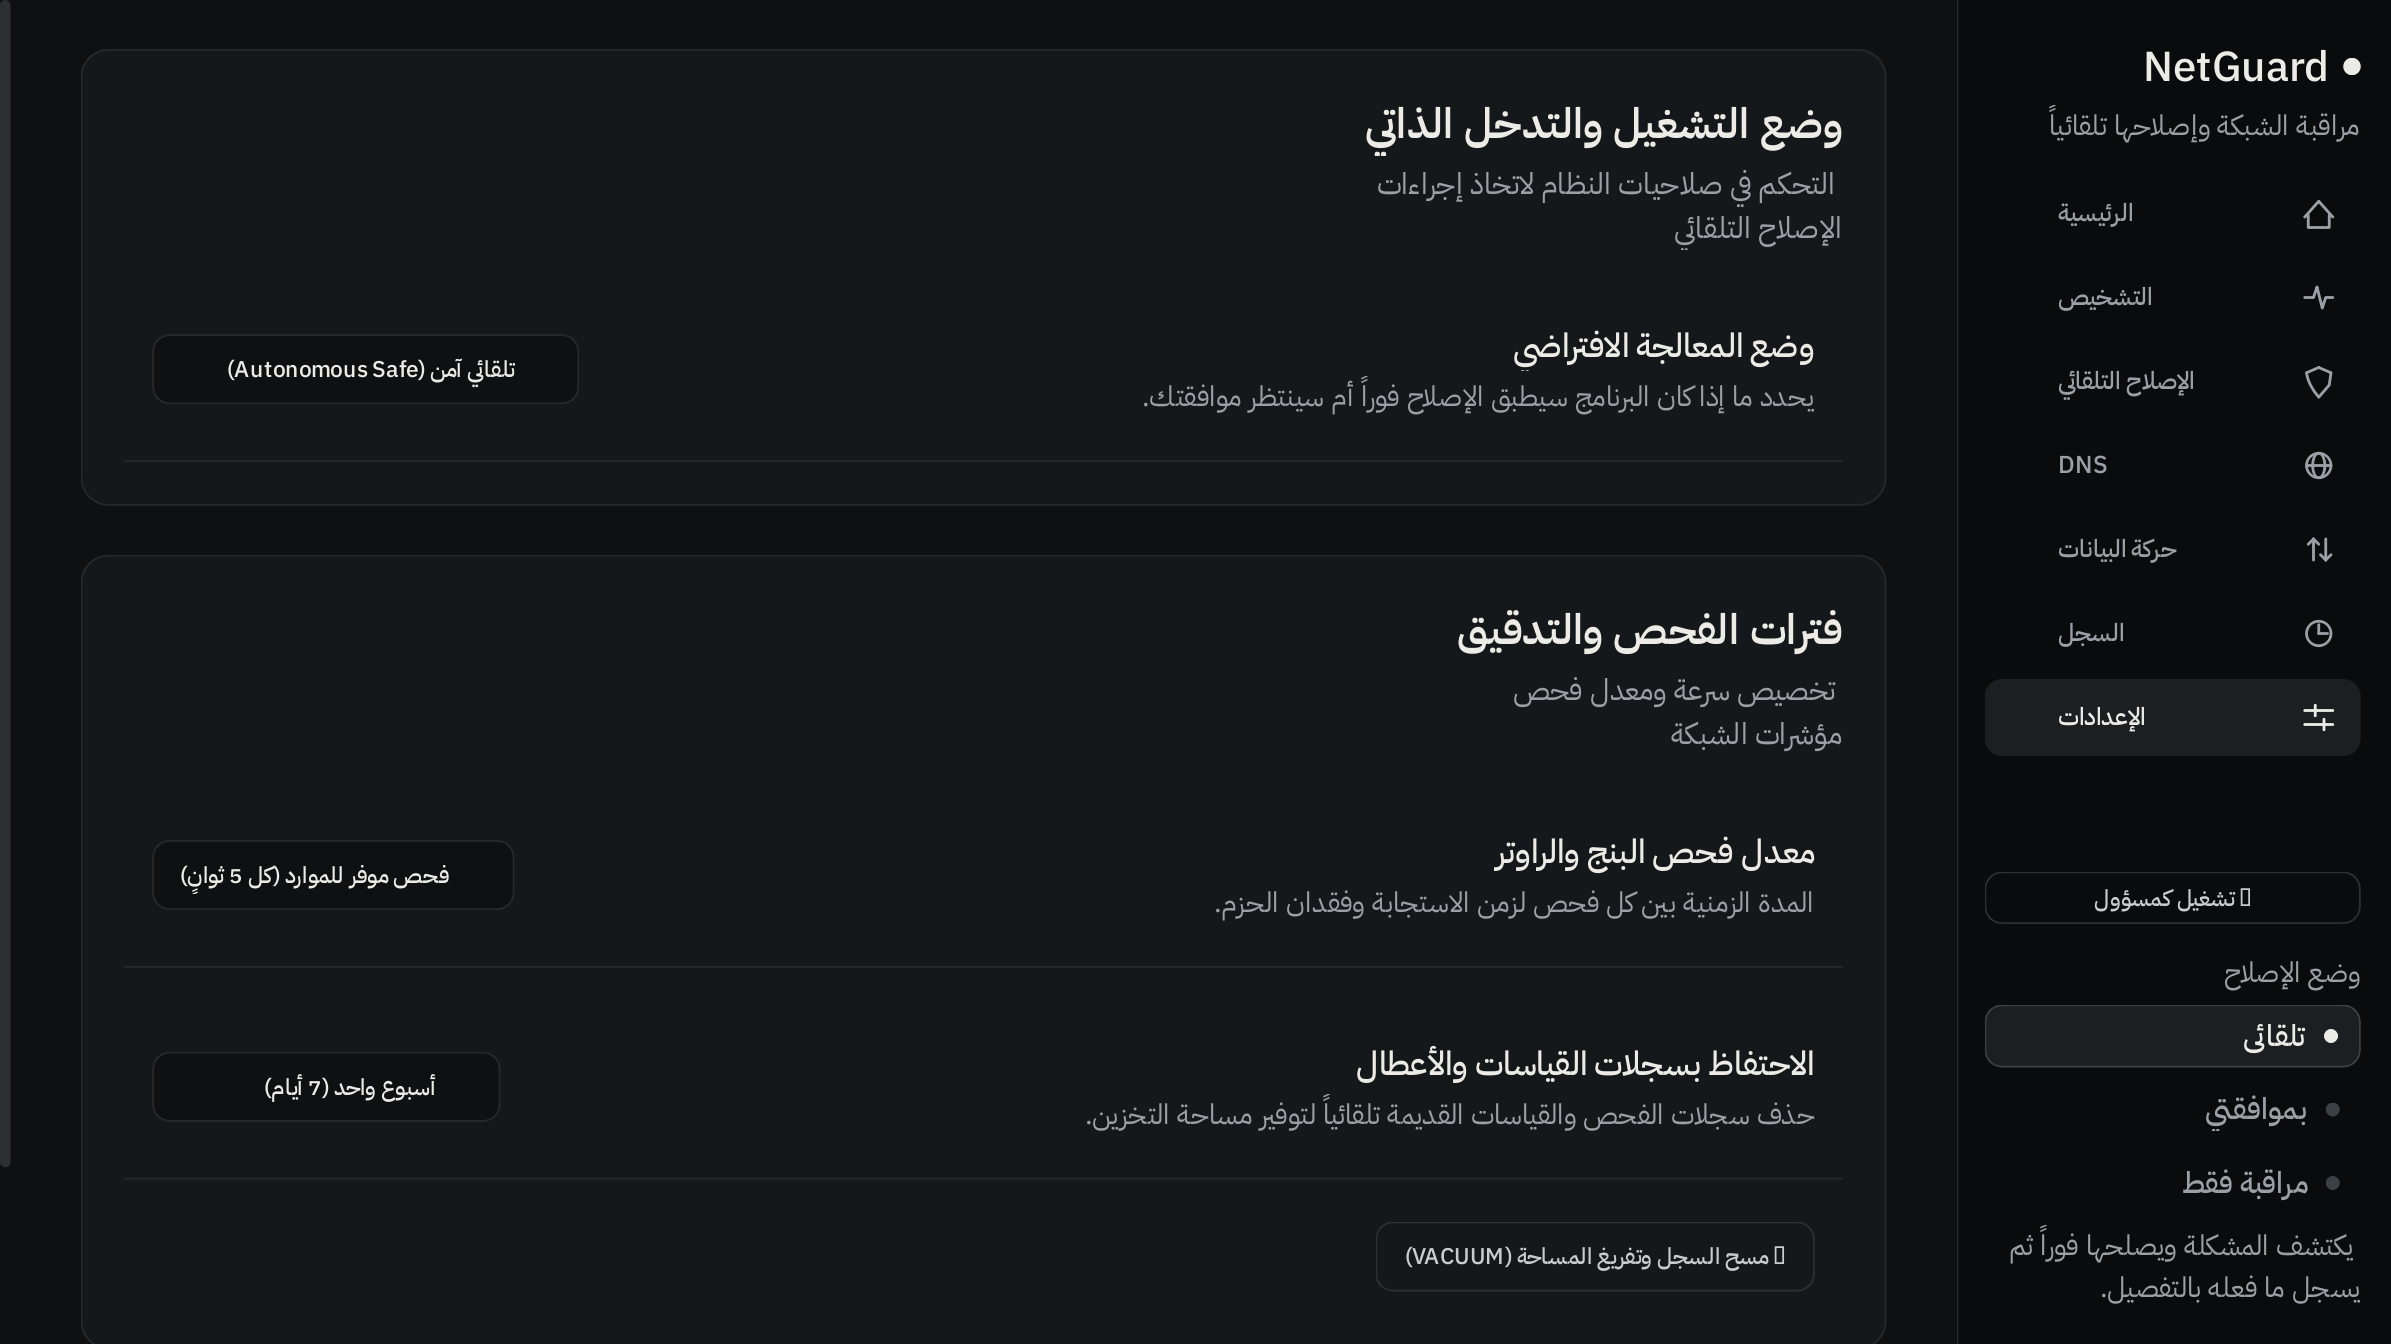 NetGuard
مراقبة الشبكة وإصلاحها تلقائياً
الرئيسية
التشخيص
الإصلاح التلقائي
DNS
حركة البيانات
السجل
الإعدادات
تشغيل كمسؤول
وضع الإصلاح
تلقائي
بموافقتي
مراقبة فقط
يكتشف المشكلة ويصلحها فوراً ثم
يسجل ما فعله بالتفصيل.
وضع التشغيل والتدخل الذاتي
التحكم في صلاحيات النظام لاتخاذ إجراءات
الإصلاح التلقائي
وضع المعالجة الافتراضي
يحدد ما إذا كان البرنامج سيطبق الإصلاح فوراً أم سينتظر موافقتك.
تلقائي آمن (Autonomous Safe)
فترات الفحص والتدقيق
تخصيص سرعة ومعدل فحص
مؤشرات الشبكة
معدل فحص البنج والراوتر
المدة الزمنية بين كل فحص لزمن الاستجابة وفقدان الحزم.
فحص موفر للموارد (كل 5 ثوانٍ)
الاحتفاظ بسجلات القياسات والأعطال
حذف سجلات الفحص والقياسات القديمة تلقائياً لتوفير مساحة التخزين.
أسبوع واحد (7 أيام)
مسح السجل وتفريغ المساحة (VACUUM)